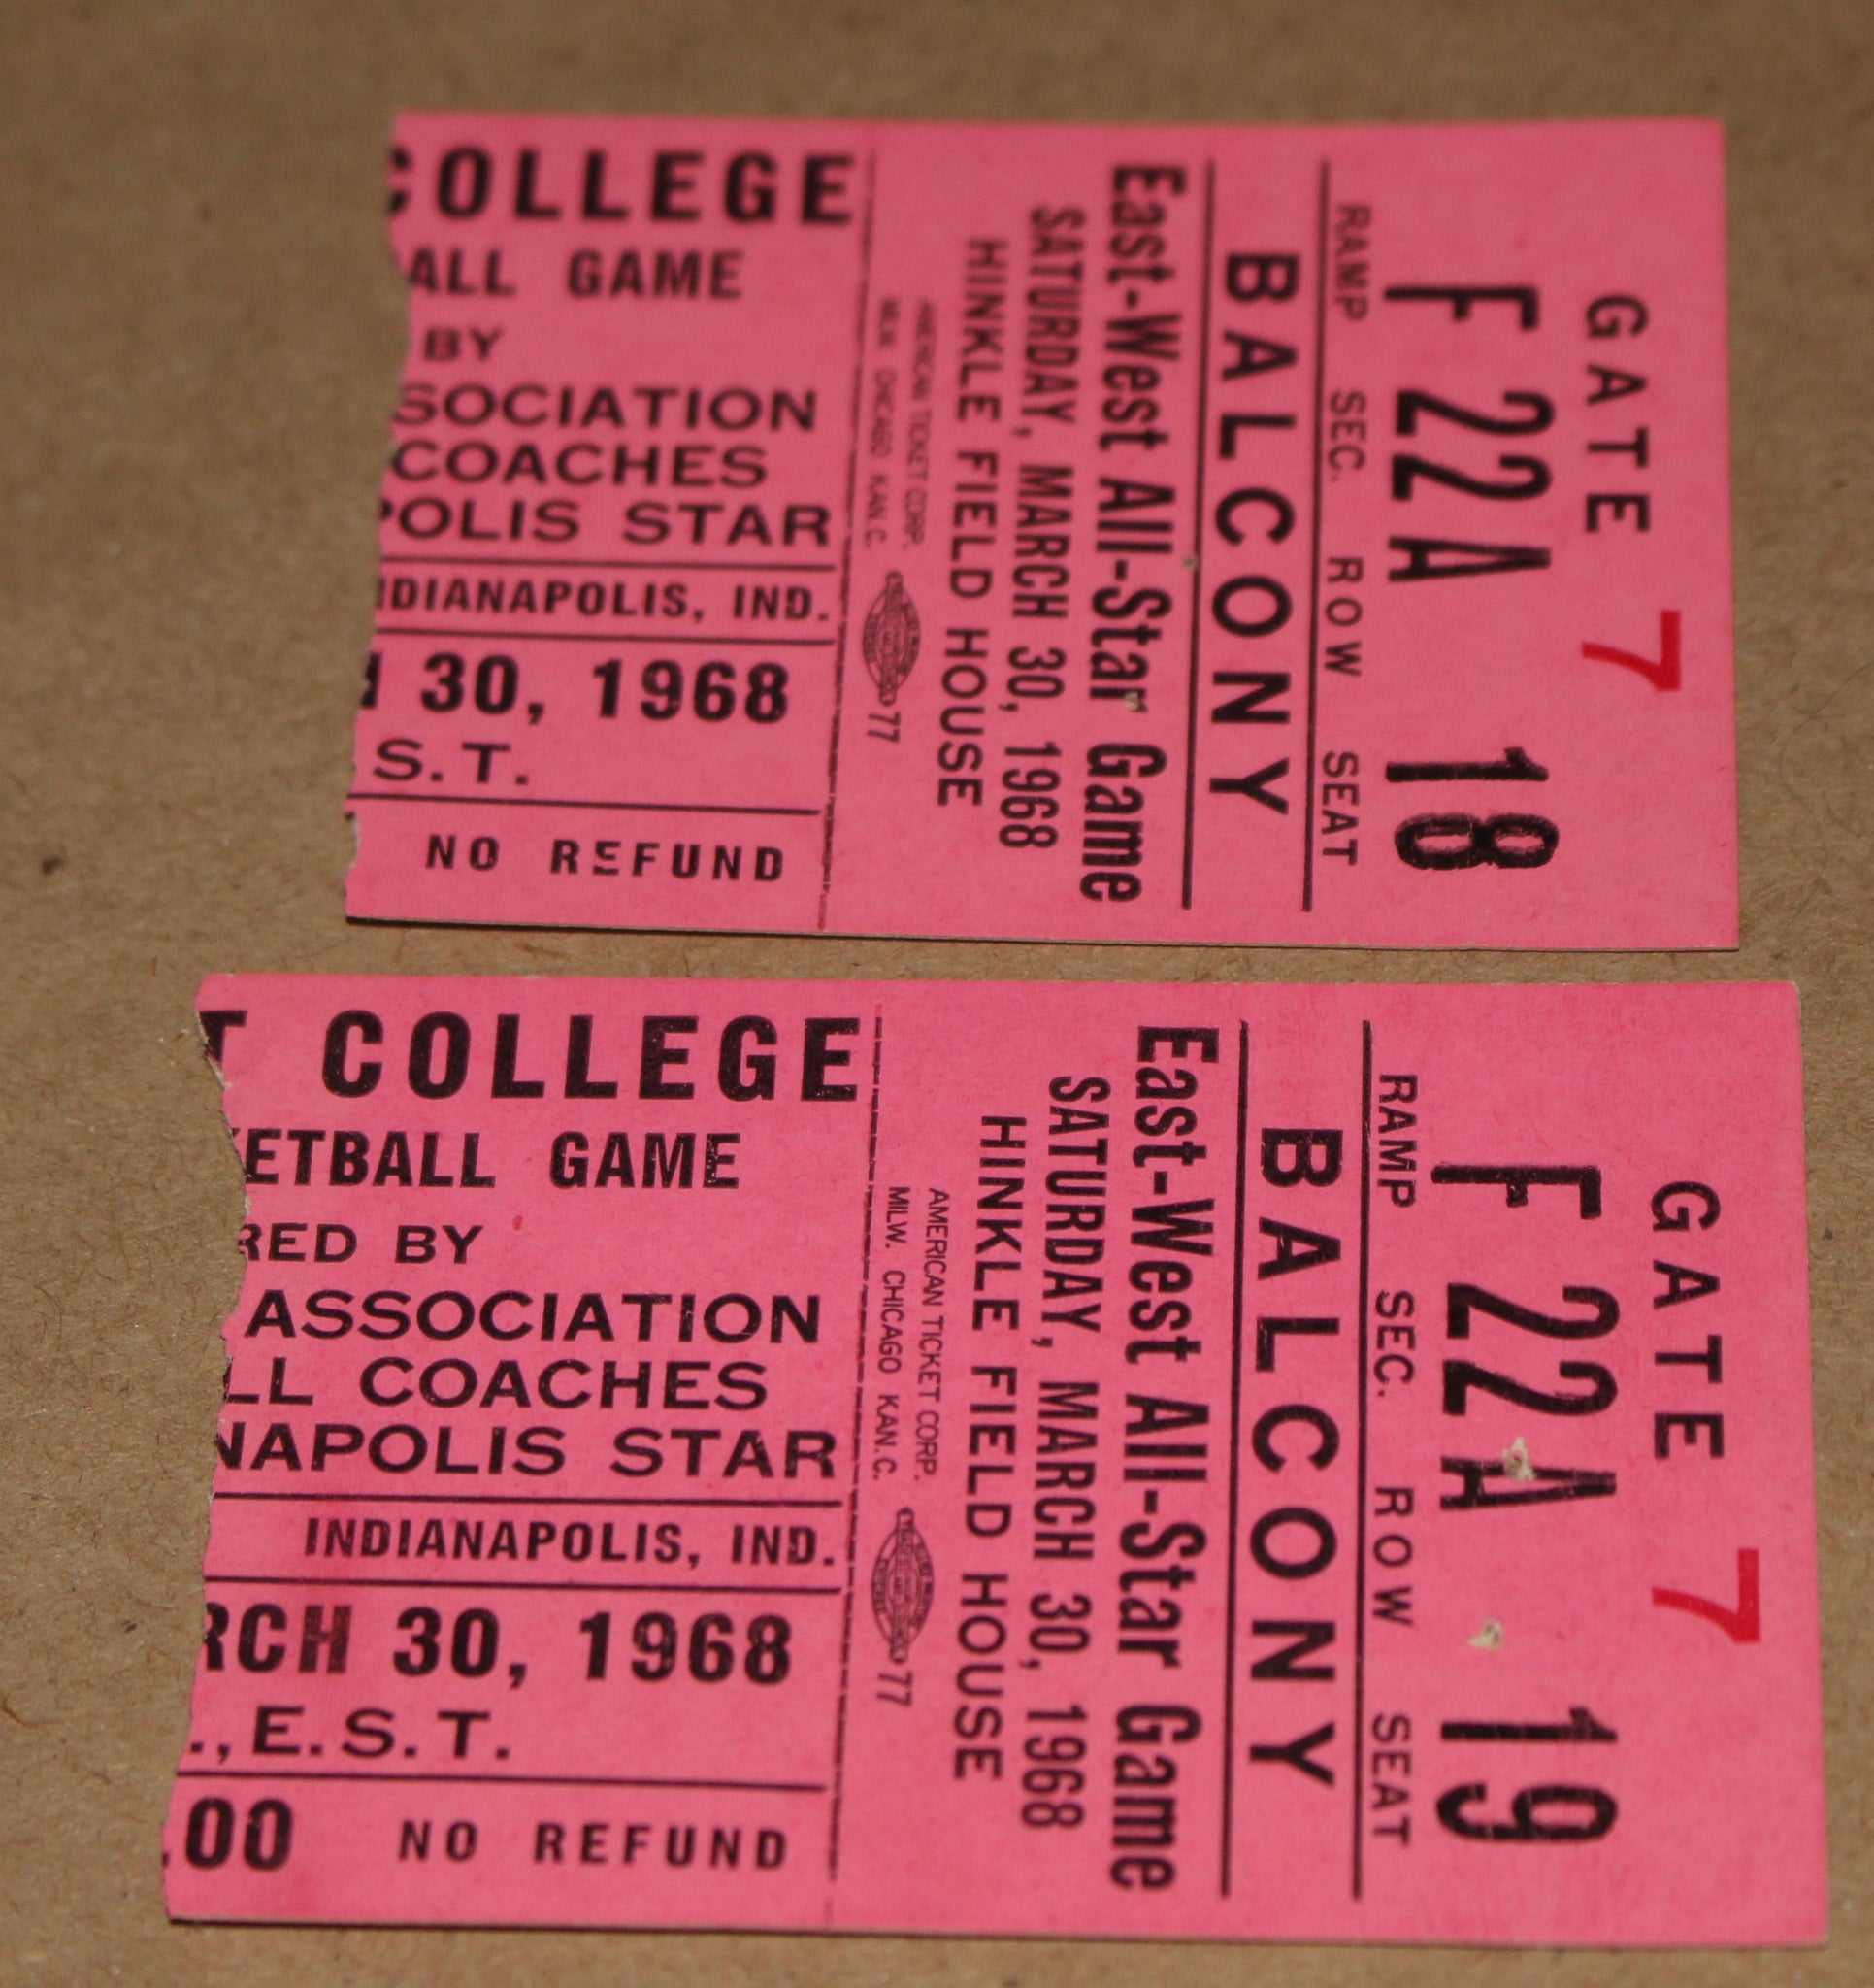 COLLEGE
ALL GAME
BY
SOCIATION
COACHES
POLIS STAR
NDIANAPOLIS, IND.
30, 1968
S.T.
NO REFUND
AMERICAN TICKET CORP.
MILW. CHICAGO KAN.C.
77
HINKLE FIELD HOUSE
SATURDAY, MARCH 30, 1968
East-West All-Star Game
BALCONY
RAMP SEC. ROW SEAT
F 22 A 18
GATE 7
T COLLEGE
ETBALL GAME
RED BY
ASSOCIATION
LL COACHES
NAPOLIS STAR
INDIANAPOLIS, IND.
RCH 30, 1968
., E.S.T.
.00 NO REFUND
AMERICAN TICKET CORP.
MILW. CHICAGO KAN.C.
77
HINKLE FIELD HOUSE
SATURDAY, MARCH 30, 1968
East-West All-Star Game
BALCONY
RAMP SEC. ROW SEAT
F 22 A 19
GATE 7